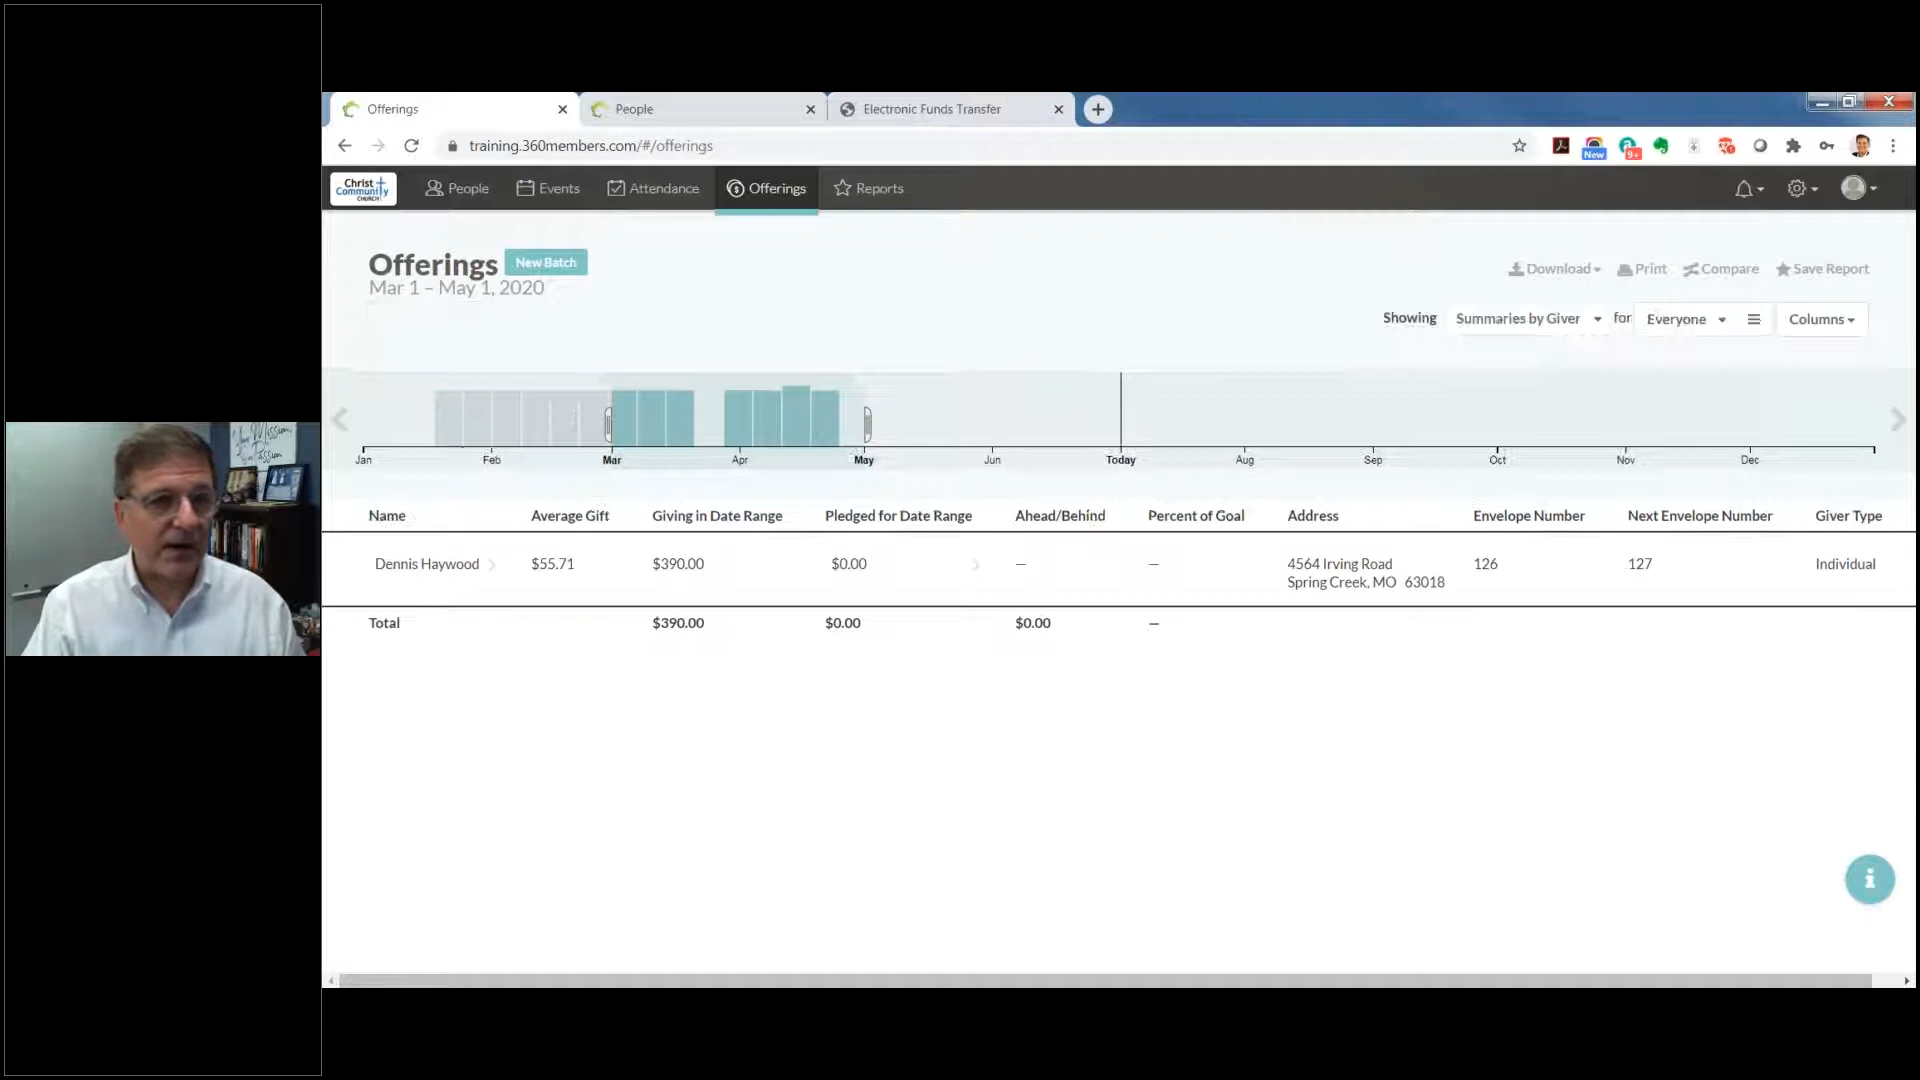 Offerings
People
Electronic Funds Transfer
training.360members.com/#/offerings
New
9+
Christ
Community
CHURCH
People
Events
Attendance
Offerings
Reports
Offerings
New Batch
Mar 1 – May 1, 2020
Download
Print
Compare
Save Report
Showing
Summaries by Giver
for
Everyone
Columns
Jan Feb Mar Apr May Jun Today Aug Sep Oct Nov Dec
Name Average Gift Giving in Date Range Pledged for Date Range Ahead/Behind Percent of Goal Address Envelope Number Next Envelope Number Giver Type
Dennis Haywood $55.71 $390.00 $0.00 — — 4564 Irving Road 126 127 Individual
Spring Creek, MO 63018
Total $390.00 $0.00 $0.00 —